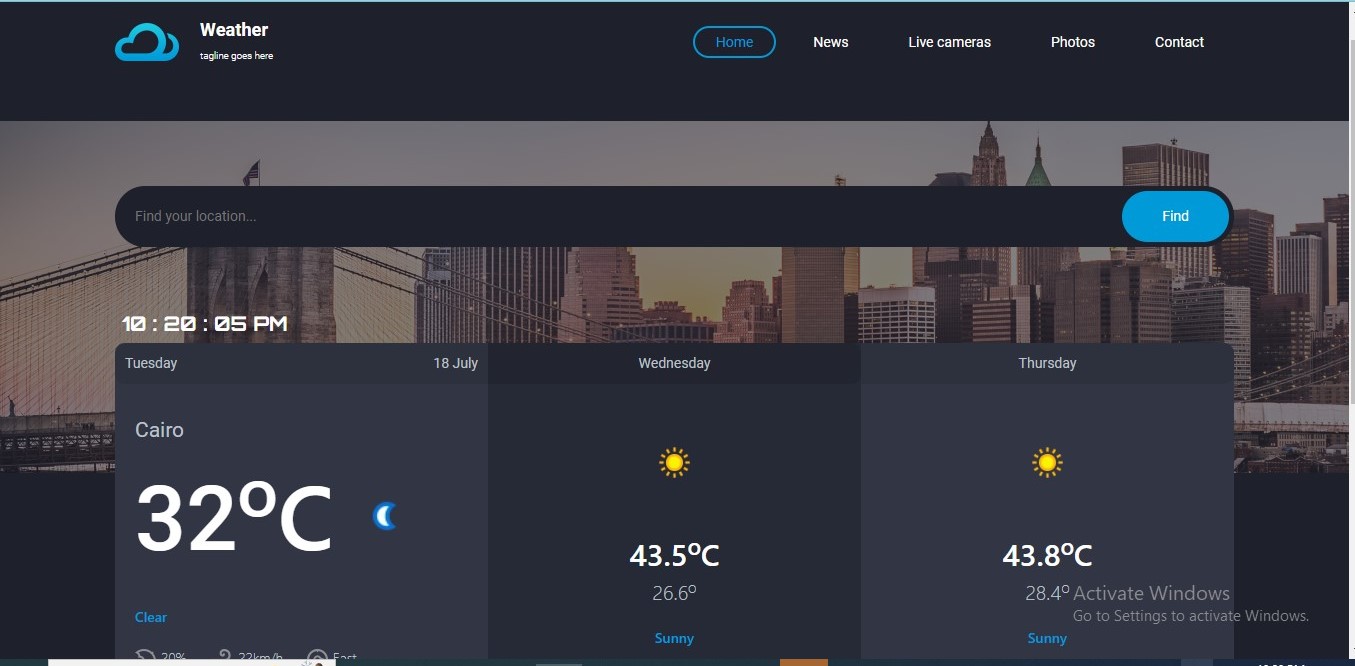 Weather
tagline goes here
Home News Live cameras Photos Contact
Find your location...
Find
10 : 20 : 05 PM
Tuesday 18 July
Wednesday
Thursday
Cairo
32°C
Clear
20% 22km/h East
43.5°C
26.6°
Sunny
43.8°C
28.4°
Sunny
Activate Windows
Go to Settings to activate Windows.